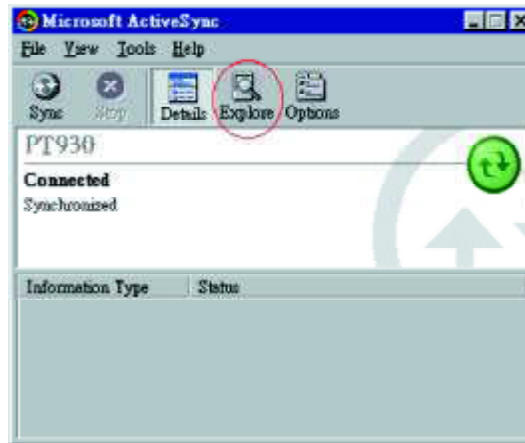 Microsoft ActiveSync
File View Tools Help
Sync Stop Details Explore Options
PT930
Connected
Synchronized
Information Type Status